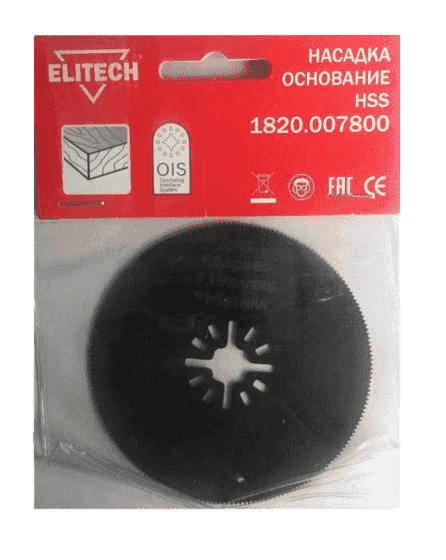 ELITECH
НАСАДКА
ОСНОВАНИЕ
HSS
1820.007800
OIS
Oscillating
Interface
System
EAC CE